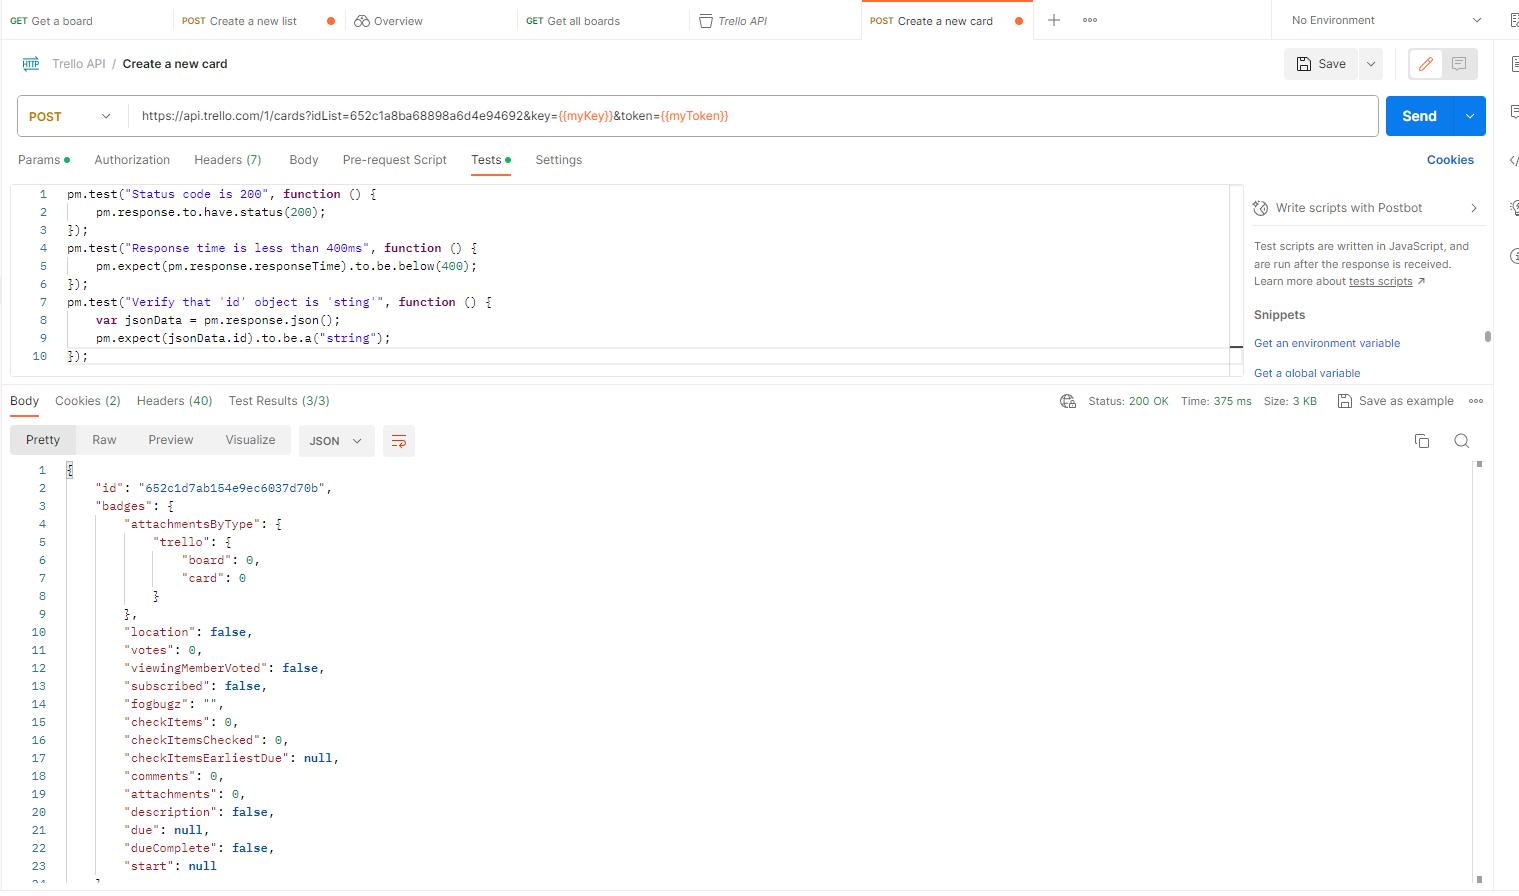 GET Get a board
POST Create a new list
Overview
GET Get all boards
Trello API
POST Create a new card
No Environment
HTTP Trello API / Create a new card
Save
POST
https://api.trello.com/1/cards?idList=652c1a8ba68898a6d4e94692&key={{myKey}}&token={{myToken}}
Send
Params
Authorization
Headers (7)
Body
Pre-request Script
Tests
Settings
Cookies
1 pm.test("Status code is 200", function () {
2 pm.response.to.have.status(200);
3 });
4 pm.test("Response time is less than 400ms", function () {
5 pm.expect(pm.response.responseTime).to.be.below(400);
6 });
7 pm.test("Verify that 'id' object is 'sting'", function () {
8 var jsonData = pm.response.json();
9 pm.expect(jsonData.id).to.be.a("string");
10 });
Write scripts with Postbot
Test scripts are written in JavaScript, and
are run after the response is received.
Learn more about tests scripts ↗
Snippets
Get an environment variable
Get a global variable
Body
Cookies (2)
Headers (40)
Test Results (3/3)
Status: 200 OK
Time: 375 ms
Size: 3 KB
Save as example
Pretty
Raw
Preview
Visualize
JSON
1 {
2 "id": "652c1d7ab154e9ec6037d70b",
3 "badges": {
4 "attachmentsByType": {
5 "trello": {
6 "board": 0,
7 "card": 0
8 }
9 },
10 "location": false,
11 "votes": 0,
12 "viewingMemberVoted": false,
13 "subscribed": false,
14 "fogbugz": "",
15 "checkItems": 0,
16 "checkItemsChecked": 0,
17 "checkItemsEarliestDue": null,
18 "comments": 0,
19 "attachments": 0,
20 "description": false,
21 "due": null,
22 "dueComplete": false,
23 "start": null